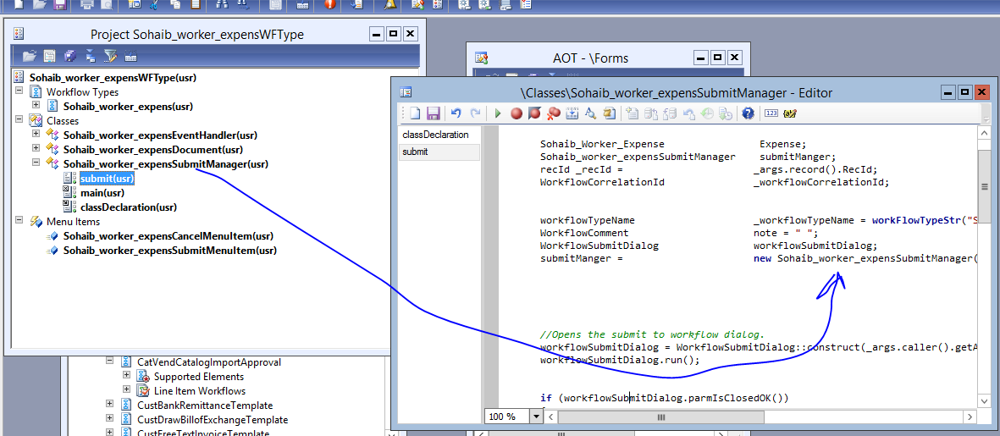 Project Sohaib_worker_expensWFType
Sohaib_worker_expensWFType(usr)
Workflow Types
Sohaib_worker_expens(usr)
Classes
Sohaib_worker_expensEventHandler(usr)
Sohaib_worker_expensDocument(usr)
Sohaib_worker_expensSubmitManager(usr)
submit(usr)
main(usr)
classDeclaration(usr)
Menu Items
Sohaib_worker_expensCancelMenuItem(usr)
Sohaib_worker_expensSubmitMenuItem(usr)
CatVendCatalogImportApproval
Supported Elements
Line Item Workflows
CustBankRemittanceTemplate
CustDrawBillofExchangeTemplate
CustFreeTextInvoiceTemplate
AOT - \Forms
\Classes\Sohaib_worker_expensSubmitManager - Editor
classDeclaration
submit
Sohaib_Worker_Expense Expense;
Sohaib_worker_expensSubmitManager submitManger;
recId _recId = _args.record().RecId;
WorkflowCorrelationId _workflowCorrelationId;
workflowTypeName _workflowTypeName = workFlowTypeStr("S
WorkflowComment note = " ";
WorkflowSubmitDialog workflowSubmitDialog;
submitManger = new Sohaib_worker_expensSubmitManager(
//Opens the submit to workflow dialog.
workflowSubmitDialog = WorkflowSubmitDialog::construct(_args.caller().getA
workflowSubmitDialog.run();
if (workflowSubmitDialog.parmIsClosedOK())
100 %